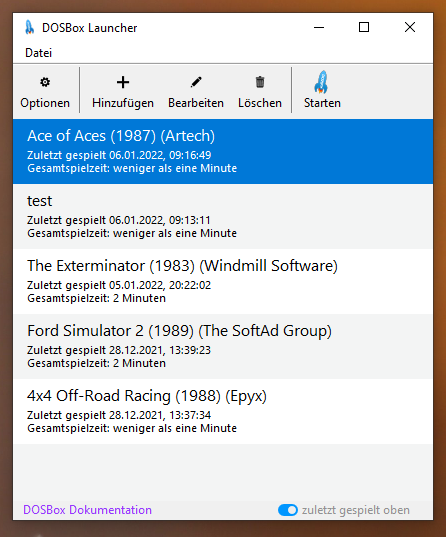 DOSBox Launcher
Datei
Optionen
Hinzufügen
Bearbeiten
Löschen
Starten
Ace of Aces (1987) (Artech)
Zuletzt gespielt 06.01.2022, 09:16:49
Gesamtspielzeit: weniger als eine Minute
test
Zuletzt gespielt 06.01.2022, 09:13:11
Gesamtspielzeit: weniger als eine Minute
The Exterminator (1983) (Windmill Software)
Zuletzt gespielt 05.01.2022, 20:22:02
Gesamtspielzeit: 2 Minuten
Ford Simulator 2 (1989) (The SoftAd Group)
Zuletzt gespielt 28.12.2021, 13:39:23
Gesamtspielzeit: 2 Minuten
4x4 Off-Road Racing (1988) (Epyx)
Zuletzt gespielt 28.12.2021, 13:37:34
Gesamtspielzeit: weniger als eine Minute
DOSBox Dokumentation
zuletzt gespielt oben